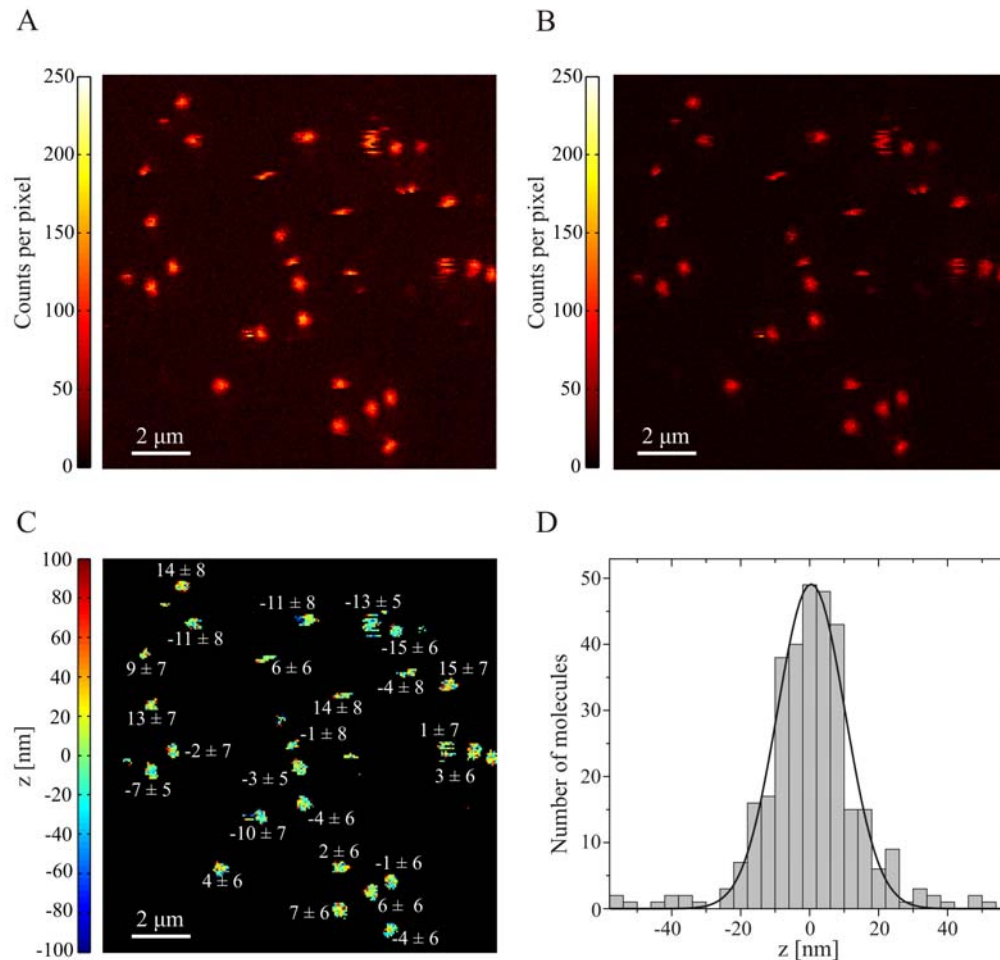 A
B
250
200
150
100
50
0
Counts per pixel
2 μm
250
200
150
100
50
0
Counts per pixel
2 μm
C
D
100
80
60
40
20
0
-20
-40
-60
-80
-100
z [nm]
14 ± 8
-11 ± 8
-13 ± 5
-11 ± 8
-15 ± 6
9 ± 7
6 ± 6
-4 ± 8
15 ± 7
13 ± 7
14 ± 8
-2 ± 7
-1 ± 8
1 ± 7
-7 ± 5
-3 ± 5
3 ± 6
-10 ± 7
-4 ± 6
4 ± 6
2 ± 6
-1 ± 6
7 ± 6
6 6
-4 ± 6
2 μm
50
40
30
20
10
0
Number of molecules
-40
-20
0
20
40
z [nm]